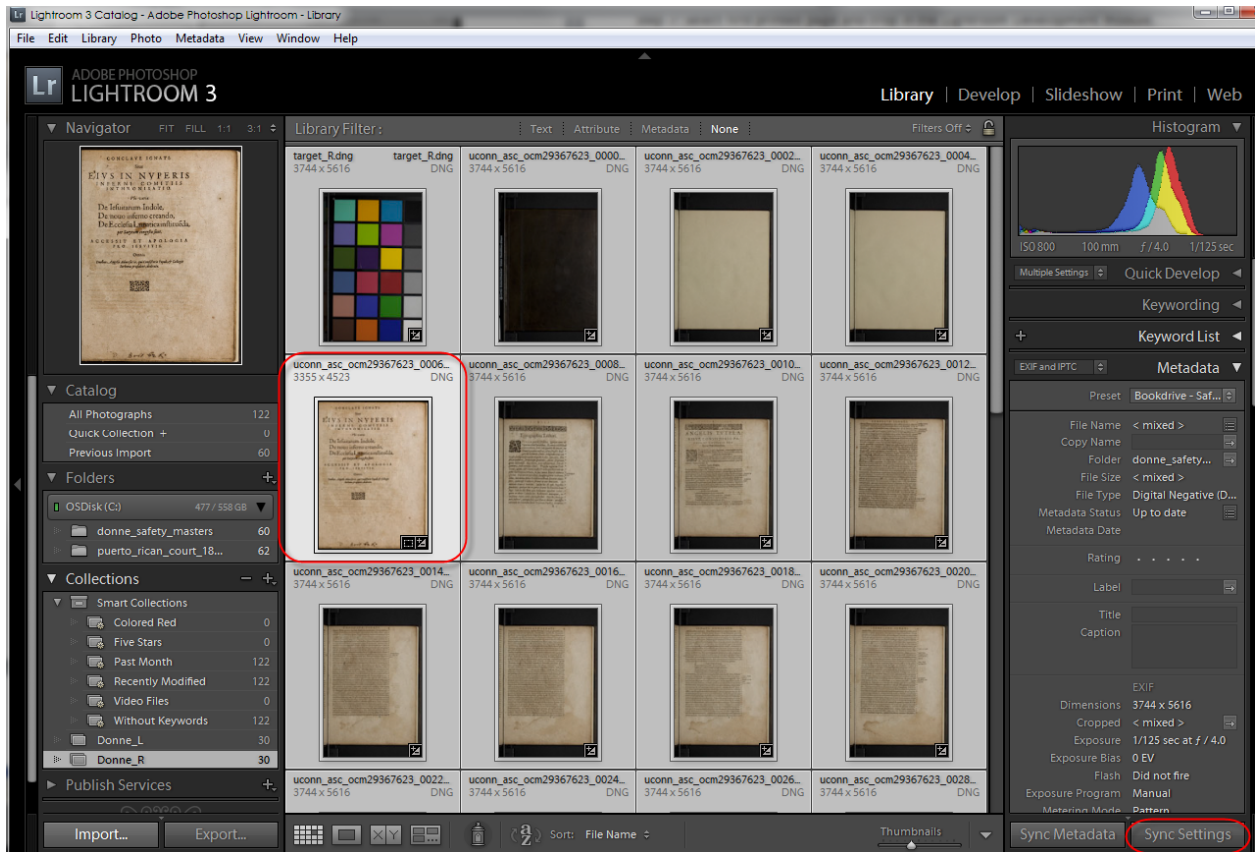 Lightroom 3 Catalog - Adobe Photoshop Lightroom - Library
File Edit Library Photo Metadata View Window Help
Lr ADOBE PHOTOSHOP
LIGHTROOM 3
Library | Develop | Slideshow | Print | Web
Navigator FIT FILL 1:1 3:1
EIVS IN NVPERIS
Catalog
All Photographs 122
Quick Collection + 0
Previous Import 60
Folders
OSDisk (C:) 477 / 558 GB
donne_safety_masters 60
puerto_rican_court_18... 62
Collections
Smart Collections
Colored Red 0
Five Stars 0
Past Month 122
Recently Modified 122
Video Files 0
Without Keywords 122
Donne_L 30
Donne_R 30
Publish Services
Import... Export...
Library Filter: Text Attribute Metadata None Filters Off
target_R.dng target_R.dng
3744 x 5616 DNG
uconn_asc_ocm29367623_0000...
3744 x 5616 DNG
uconn_asc_ocm29367623_0002...
3744 x 5616 DNG
uconn_asc_ocm29367623_0004...
3744 x 5616 DNG
uconn_asc_ocm29367623_0006...
3355 x 4523 DNG
uconn_asc_ocm29367623_0008...
3744 x 5616 DNG
uconn_asc_ocm29367623_0010...
3744 x 5616 DNG
uconn_asc_ocm29367623_0012...
3744 x 5616 DNG
uconn_asc_ocm29367623_0014...
3744 x 5616 DNG
uconn_asc_ocm29367623_0016...
3744 x 5616 DNG
uconn_asc_ocm29367623_0018...
3744 x 5616 DNG
uconn_asc_ocm29367623_0020...
3744 x 5616 DNG
uconn_asc_ocm29367623_0022...
3744 x 5616 DNG
uconn_asc_ocm29367623_0024...
3744 x 5616 DNG
uconn_asc_ocm29367623_0026...
3744 x 5616 DNG
uconn_asc_ocm29367623_0028...
3744 x 5616 DNG
Sort: File Name Thumbnails
Histogram
ISO 800 100 mm f / 4.0 1/125 sec
Multiple Settings Quick Develop
Keywording
+ Keyword List
EXIF and IPTC Metadata
Preset Bookdrive - Saf...
File Name < mixed >
Copy Name
Folder donne_safety...
File Size < mixed >
File Type Digital Negative (D...
Metadata Status Up to date
Metadata Date
Rating
Label
Title
Caption
EXIF
Dimensions 3744 x 5616
Cropped < mixed >
Exposure 1/125 sec at f / 4.0
Exposure Bias 0 EV
Flash Did not fire
Exposure Program Manual
Metering Mode Pattern
Sync Metadata Sync Settings